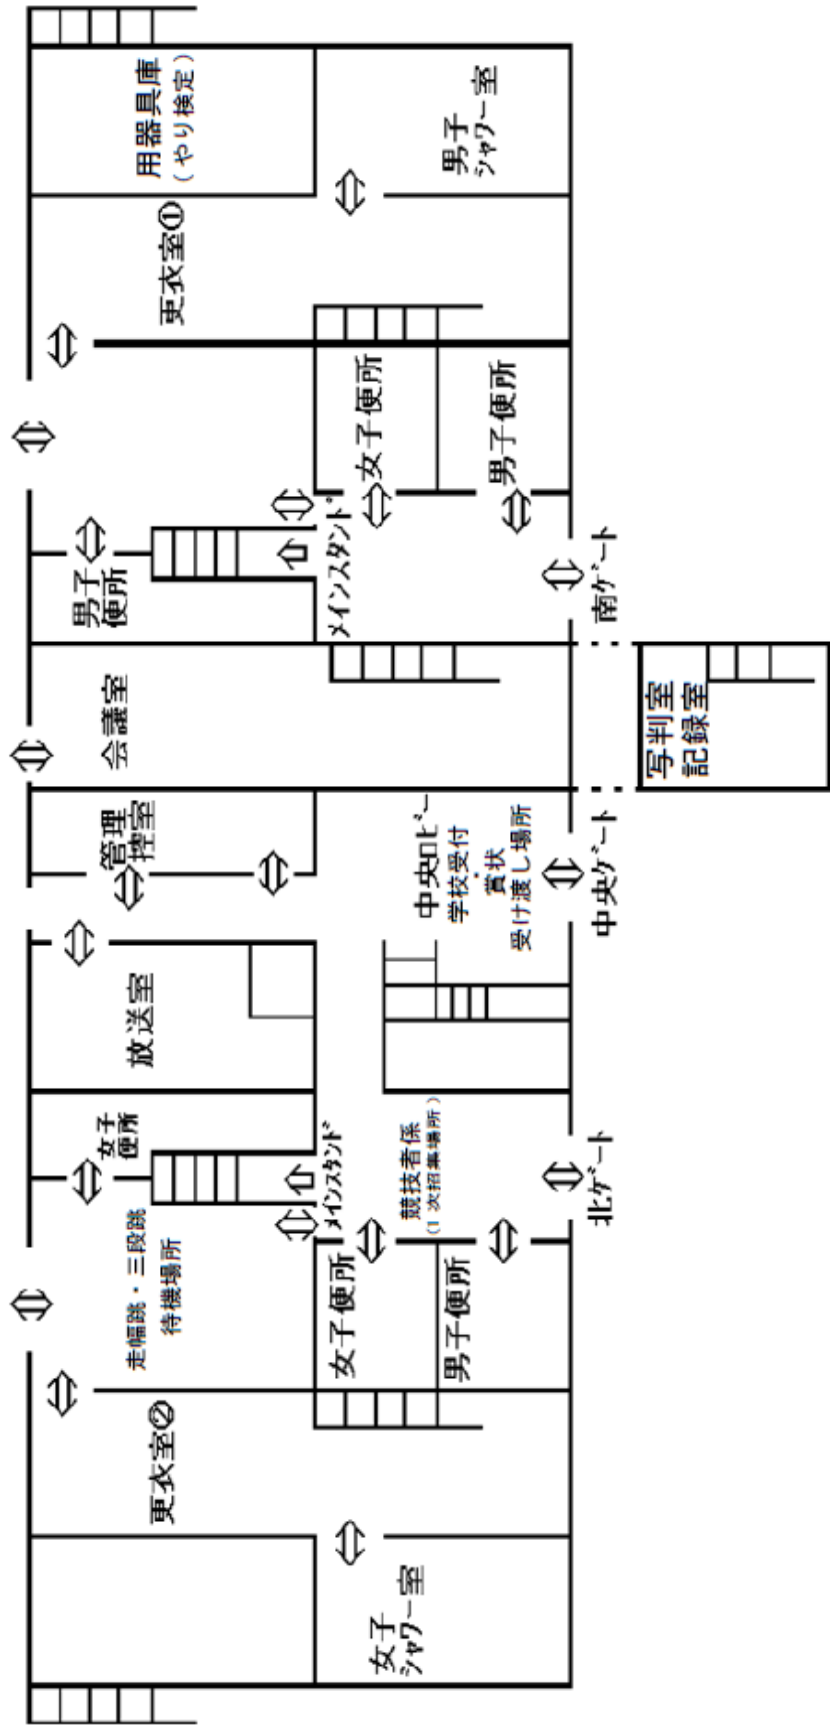 用器具庫
(やり検定)
男子
シャワー室
更衣室①
女子便所
男子便所
男子
便所
メインスタンド
南ゲート
会議室
写判室
記録室
管理
控室
中央ロビー
学校受付
・
賞状
受け渡し場所
中央ゲート
放送室
女子
便所
メインスタンド
競技者係
(1次招集場所)
北ゲート
走幅跳・三段跳
待機場所
女子便所
男子便所
更衣室②
女子
シャワー室